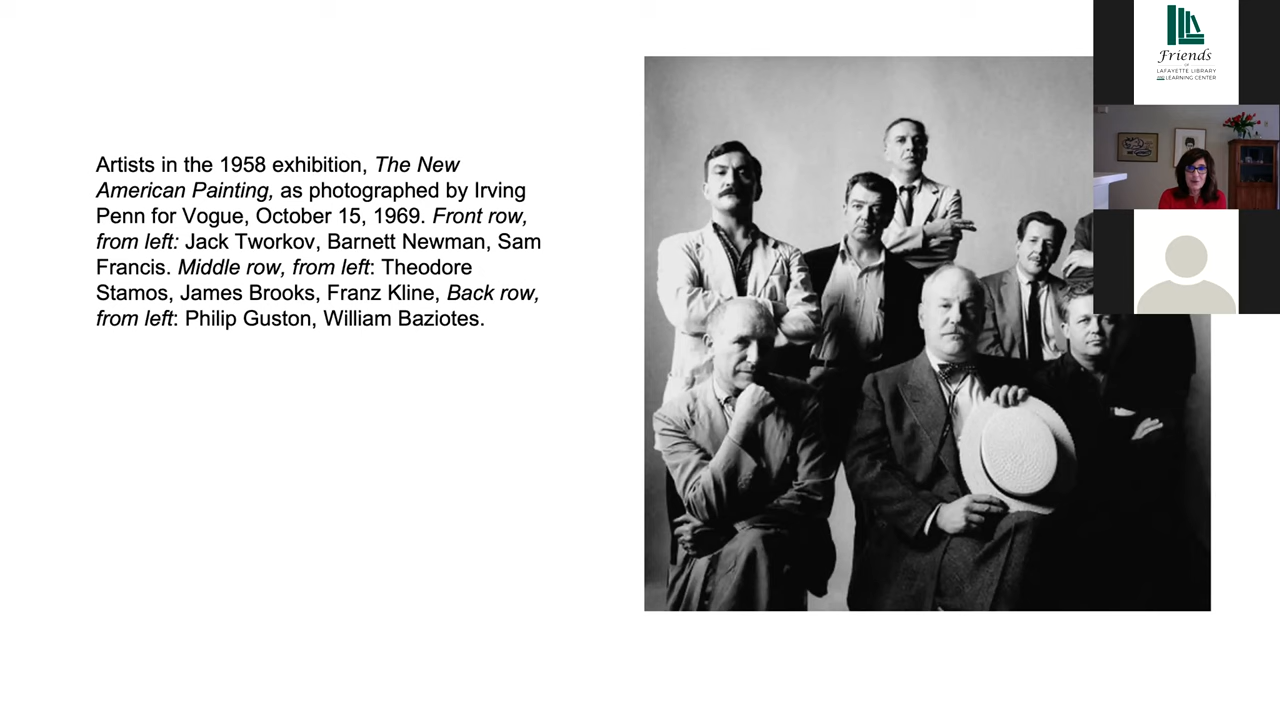 Artists in the 1958 exhibition, The New
American Painting, as photographed by Irving
Penn for Vogue, October 15, 1969. Front row,
from left: Jack Tworkov, Barnett Newman, Sam
Francis. Middle row, from left: Theodore
Stamos, James Brooks, Franz Kline, Back row,
from left: Philip Guston, William Baziotes.
Friends
OF
LAFAYETTE LIBRARY
AND LEARNING CENTER